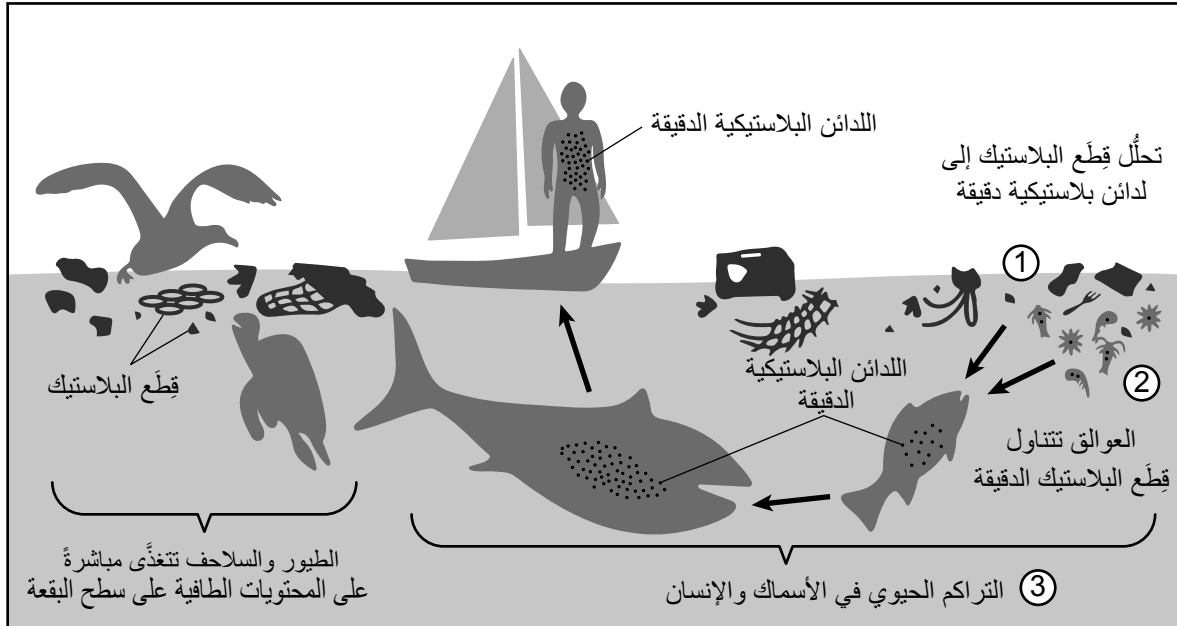 اللدائن البلاستيكية الدقيقة
تحلُّل قِطَع البلاستيك إلى
لدائن بلاستيكية دقيقة
1
قِطَع البلاستيك
اللدائن البلاستيكية
الدقيقة
2
العوالق تتناول
قِطَع البلاستيك الدقيقة
الطيور والسلاحف تتغذَّى مباشرةً
على المحتويات الطافية على سطح البقعة
3 التراكم الحيوي في الأسماك والإنسان